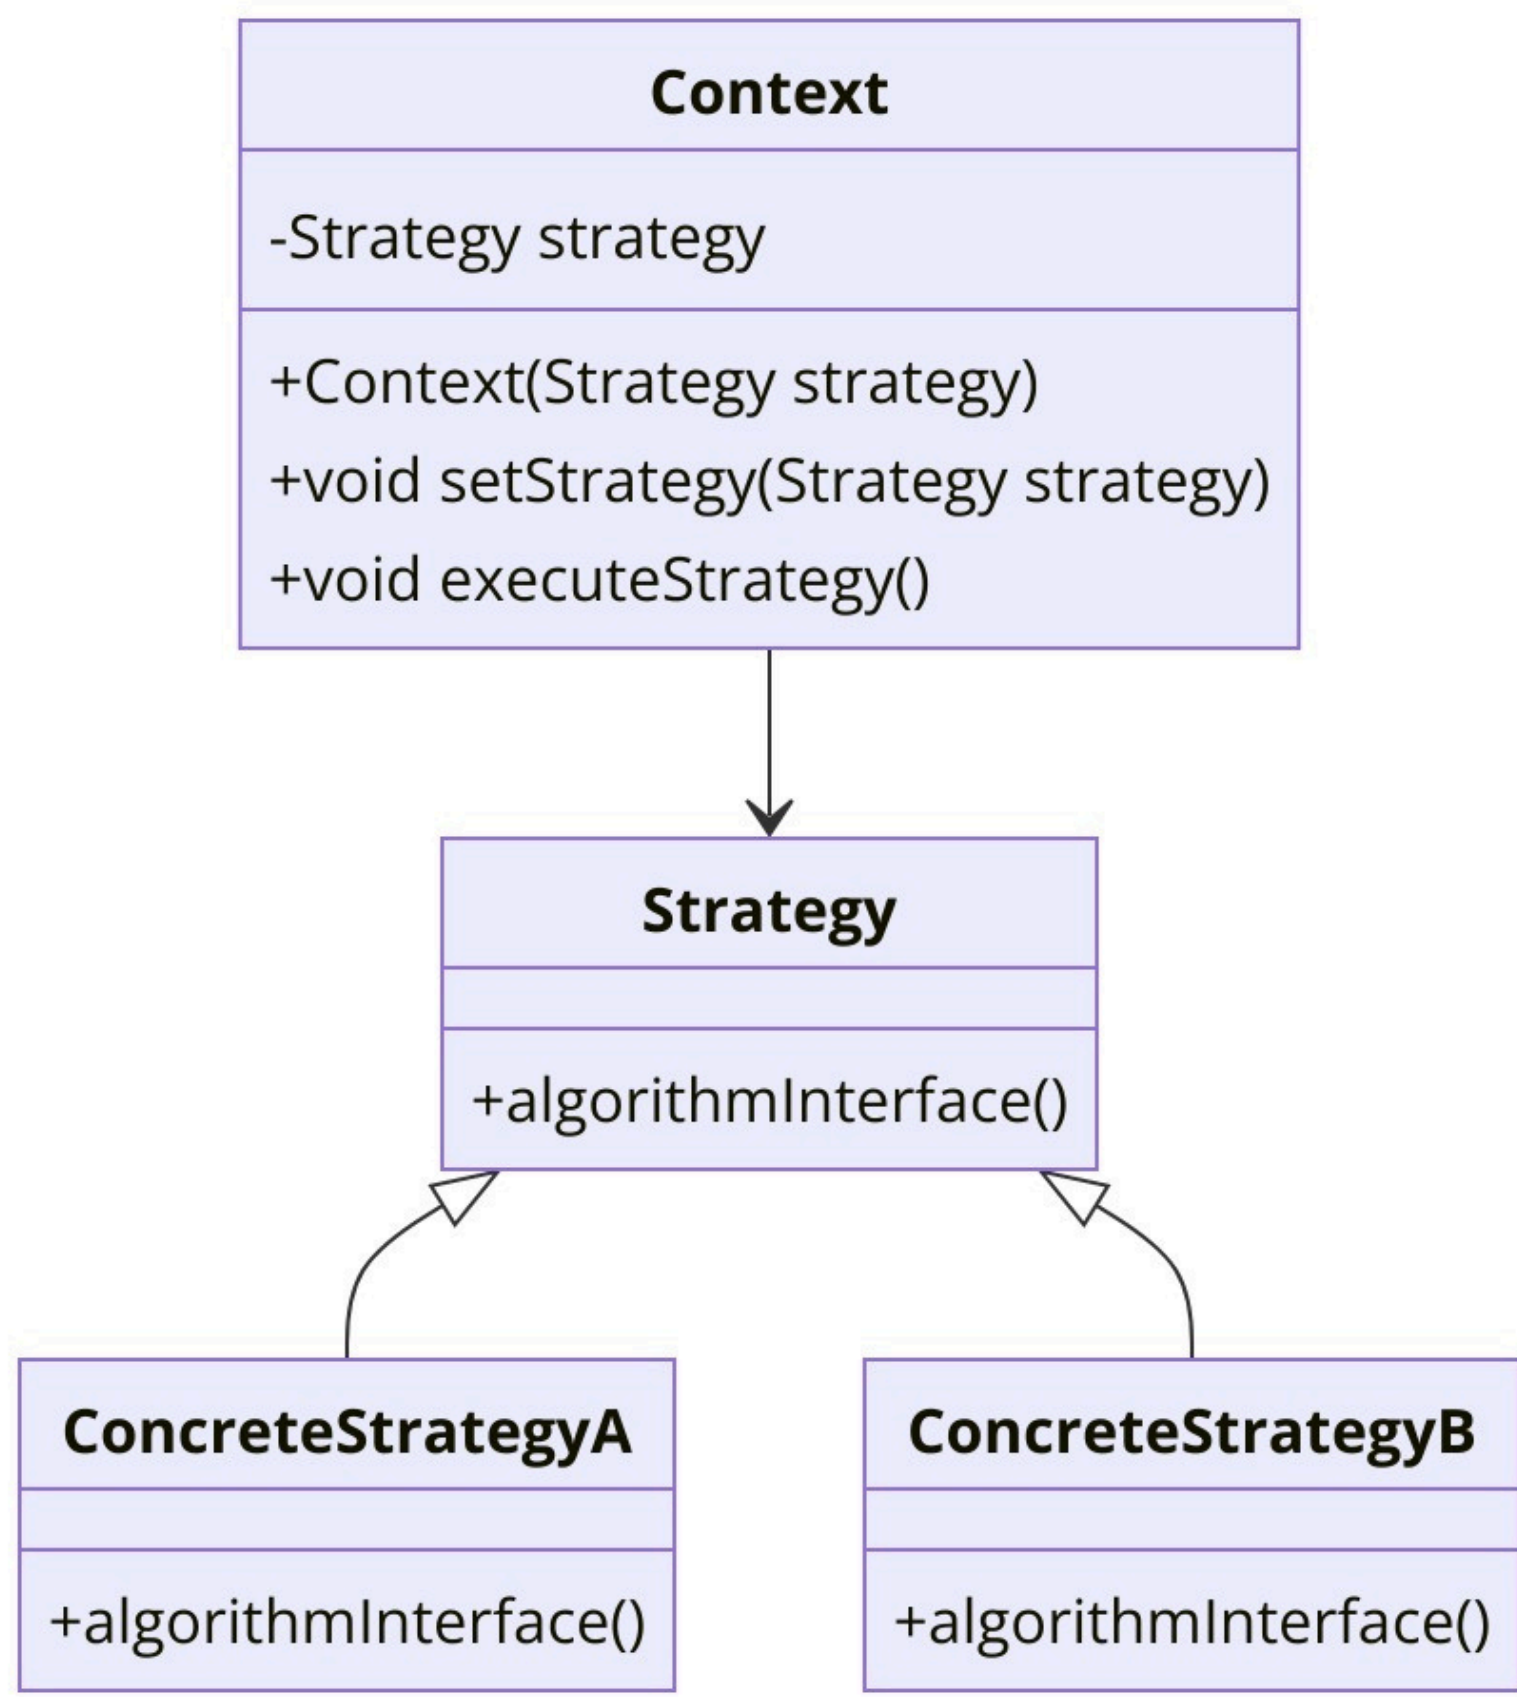 Context
-Strategy strategy
+Context(Strategy strategy)
+void setStrategy(Strategy strategy)
+void executeStrategy()
Strategy
+algorithmInterface()
ConcreteStrategyA
+algorithmInterface()
ConcreteStrategyB
+algorithmInterface()